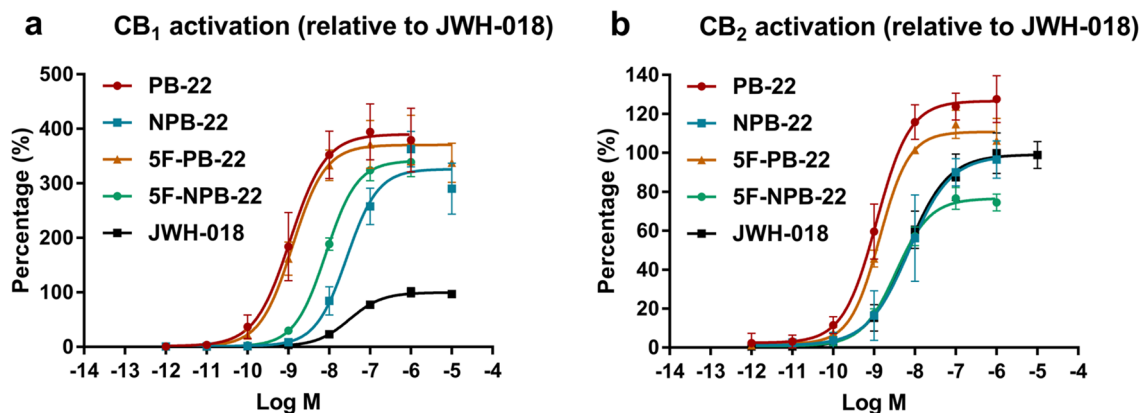 a CB₁ activation (relative to JWH-018)
500
400
300
200
100
0
Percentage (%)
PB-22
NPB-22
5F-PB-22
5F-NPB-22
JWH-018
-14 -13 -12 -11 -10 -9 -8 -7 -6 -5 -4
Log M
b CB₂ activation (relative to JWH-018)
140
120
100
80
60
40
20
0
Percentage (%)
PB-22
NPB-22
5F-PB-22
5F-NPB-22
JWH-018
-14 -13 -12 -11 -10 -9 -8 -7 -6 -5 -4
Log M